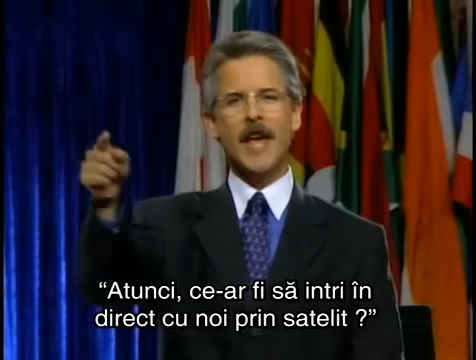 “Atunci, ce-ar fi să intri în
direct cu noi prin satelit ?”